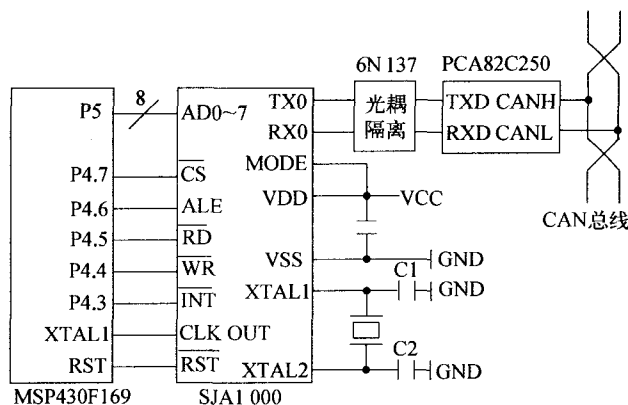 6N137 PCA82C250
8
P5 AD0~7 TX0 光耦 TXD CANH
RX0 隔离 RXD CANL
MODE
P4.7 CS
P4.6 ALE VDD VCC
CAN总线
P4.5 RD
P4.4 WR VSS GND
C1
P4.3 INT XTAL1 GND
XTAL1 CLK OUT
C2
RST RST XTAL2 GND
MSP430F169 SJA1 000